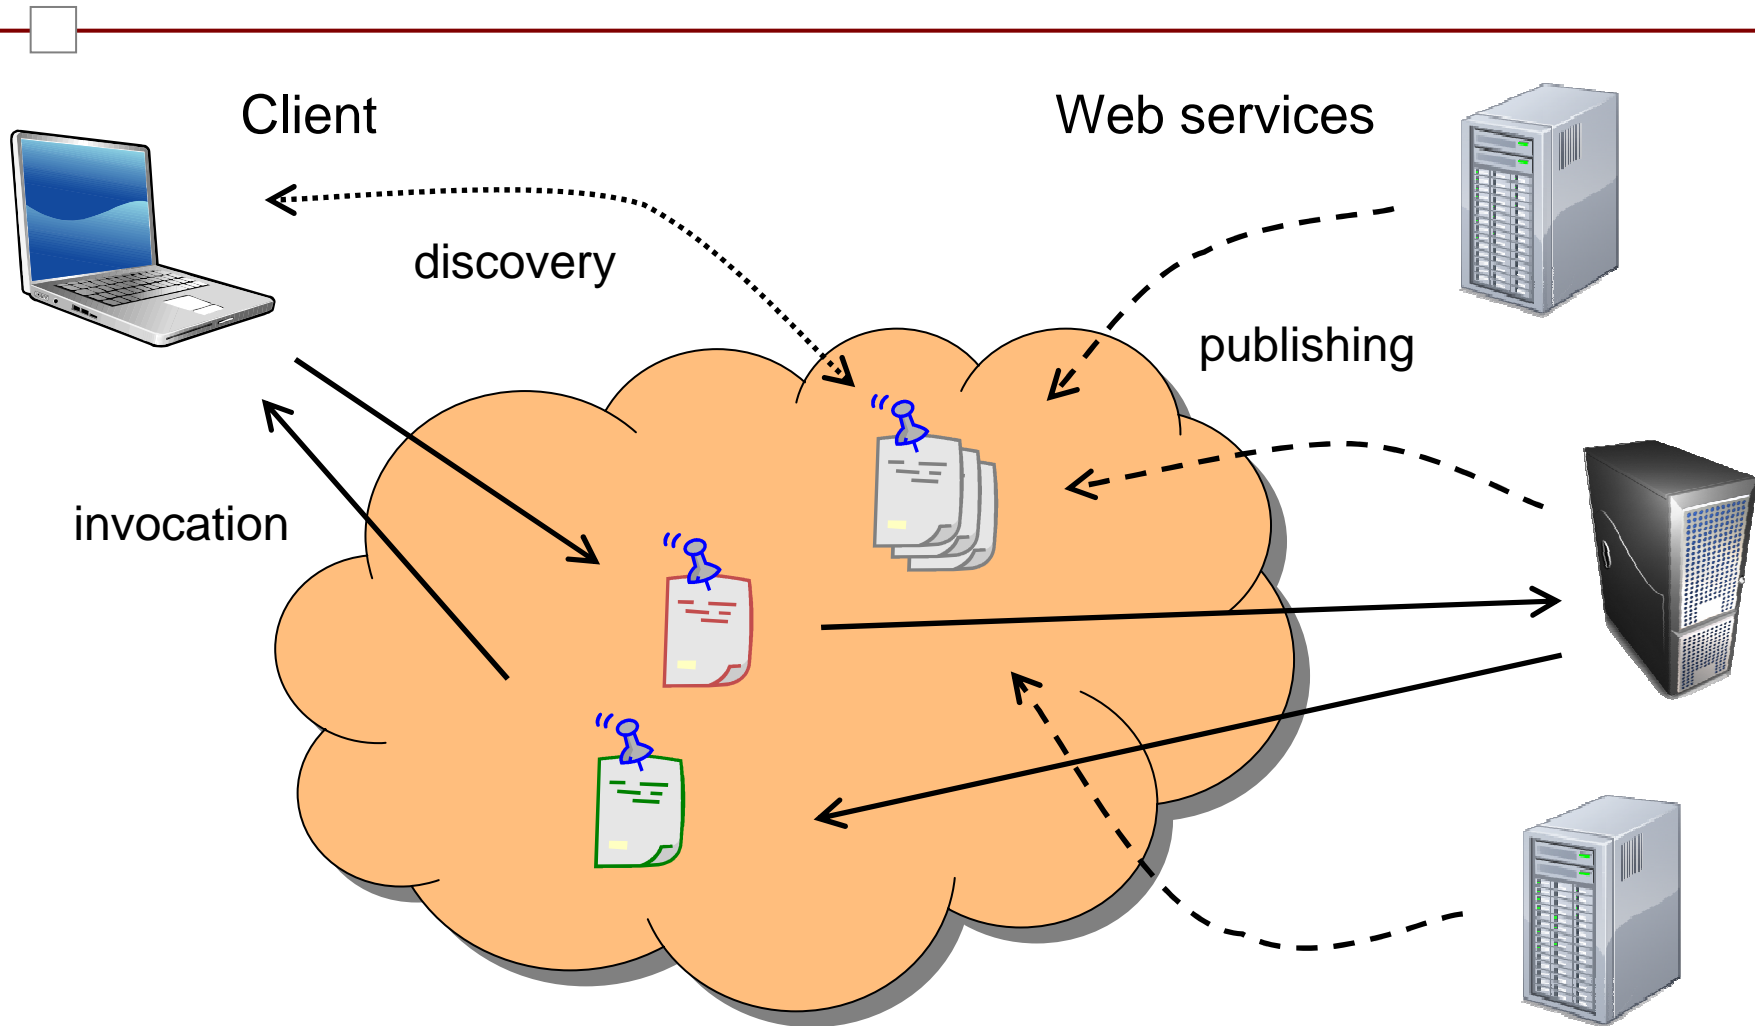 Client
Web services
discovery
publishing
invocation